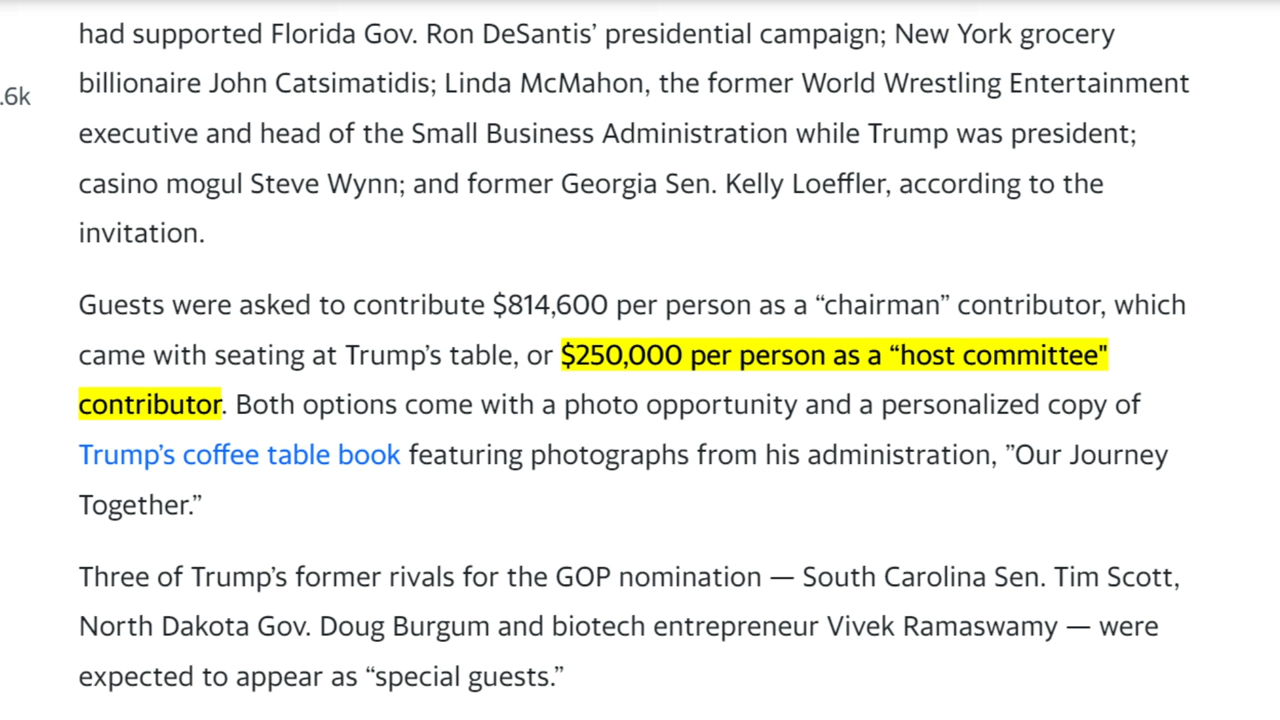 had supported Florida Gov. Ron DeSantis’ presidential campaign; New York grocery
billionaire John Catsimatidis; Linda McMahon, the former World Wrestling Entertainment
.6k
executive and head of the Small Business Administration while Trump was president;
casino mogul Steve Wynn; and former Georgia Sen. Kelly Loeffler, according to the
invitation.
Guests were asked to contribute $814,600 per person as a “chairman” contributor, which
came with seating at Trump’s table, or $250,000 per person as a “host committee"
contributor. Both options come with a photo opportunity and a personalized copy of
Trump’s coffee table book featuring photographs from his administration, ”Our Journey
Together.”
Three of Trump’s former rivals for the GOP nomination — South Carolina Sen. Tim Scott,
North Dakota Gov. Doug Burgum and biotech entrepreneur Vivek Ramaswamy — were
expected to appear as “special guests.”